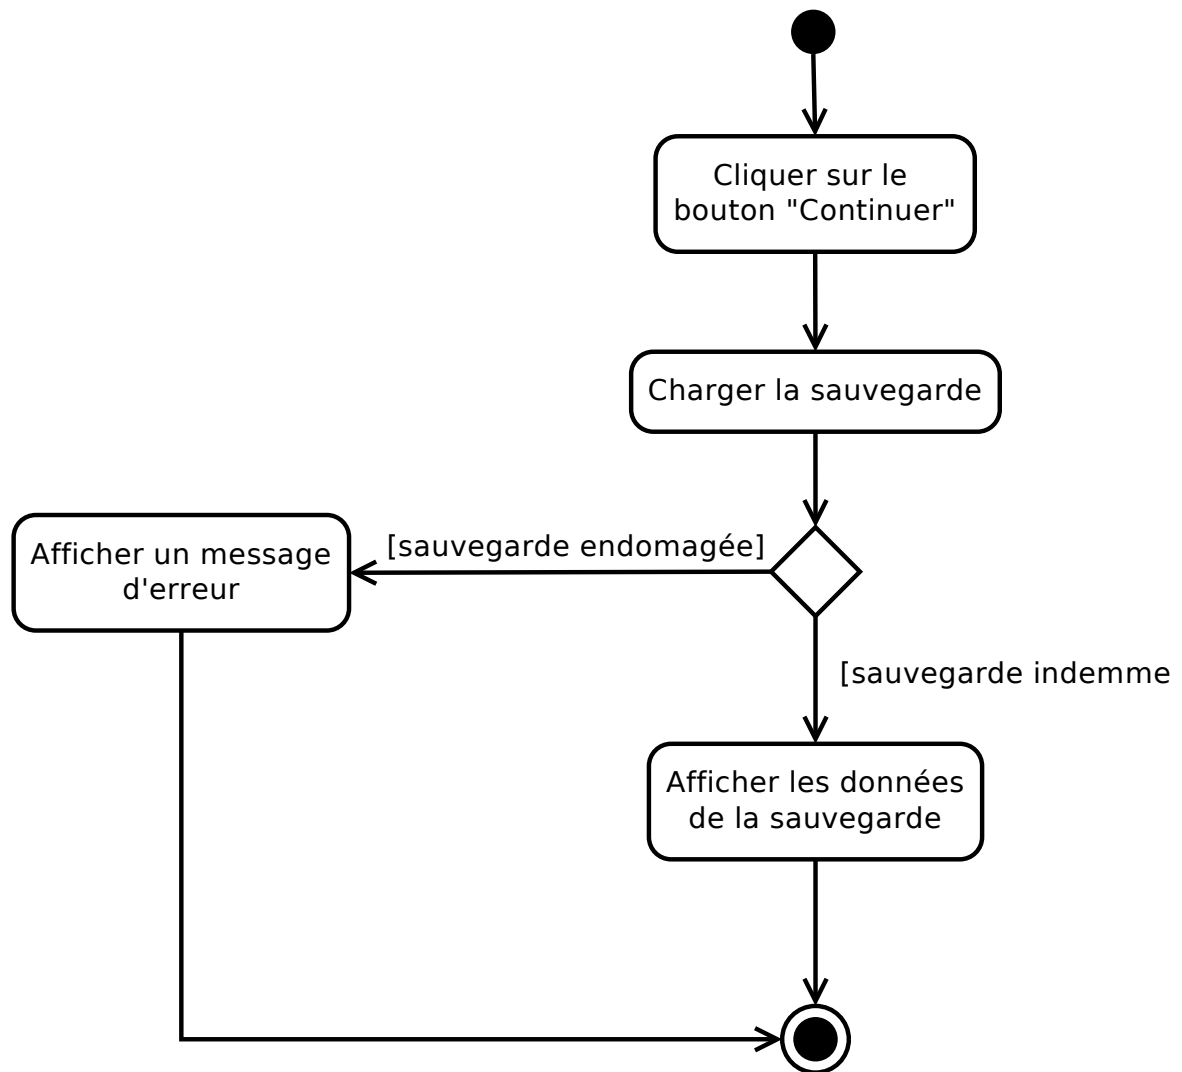 Cliquer sur le
bouton "Continuer"
Charger la sauvegarde
[sauvegarde endomagée]
Afficher un message
d'erreur
[sauvegarde indemme
Afficher les données
de la sauvegarde